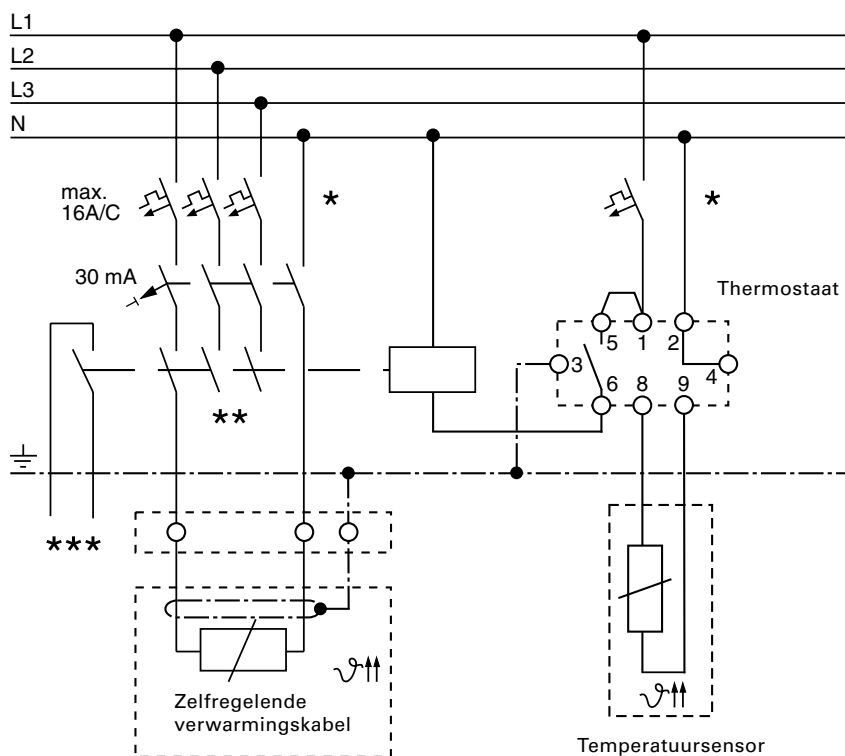 L1
L2
L3
N
max.
16A/C
*
*
30 mA
Thermostaat
5 1 2
3
4
6 8 9
**
***
Zelfregelende
verwarmingskabel
ϑ
ϑ
Temperatuursensor